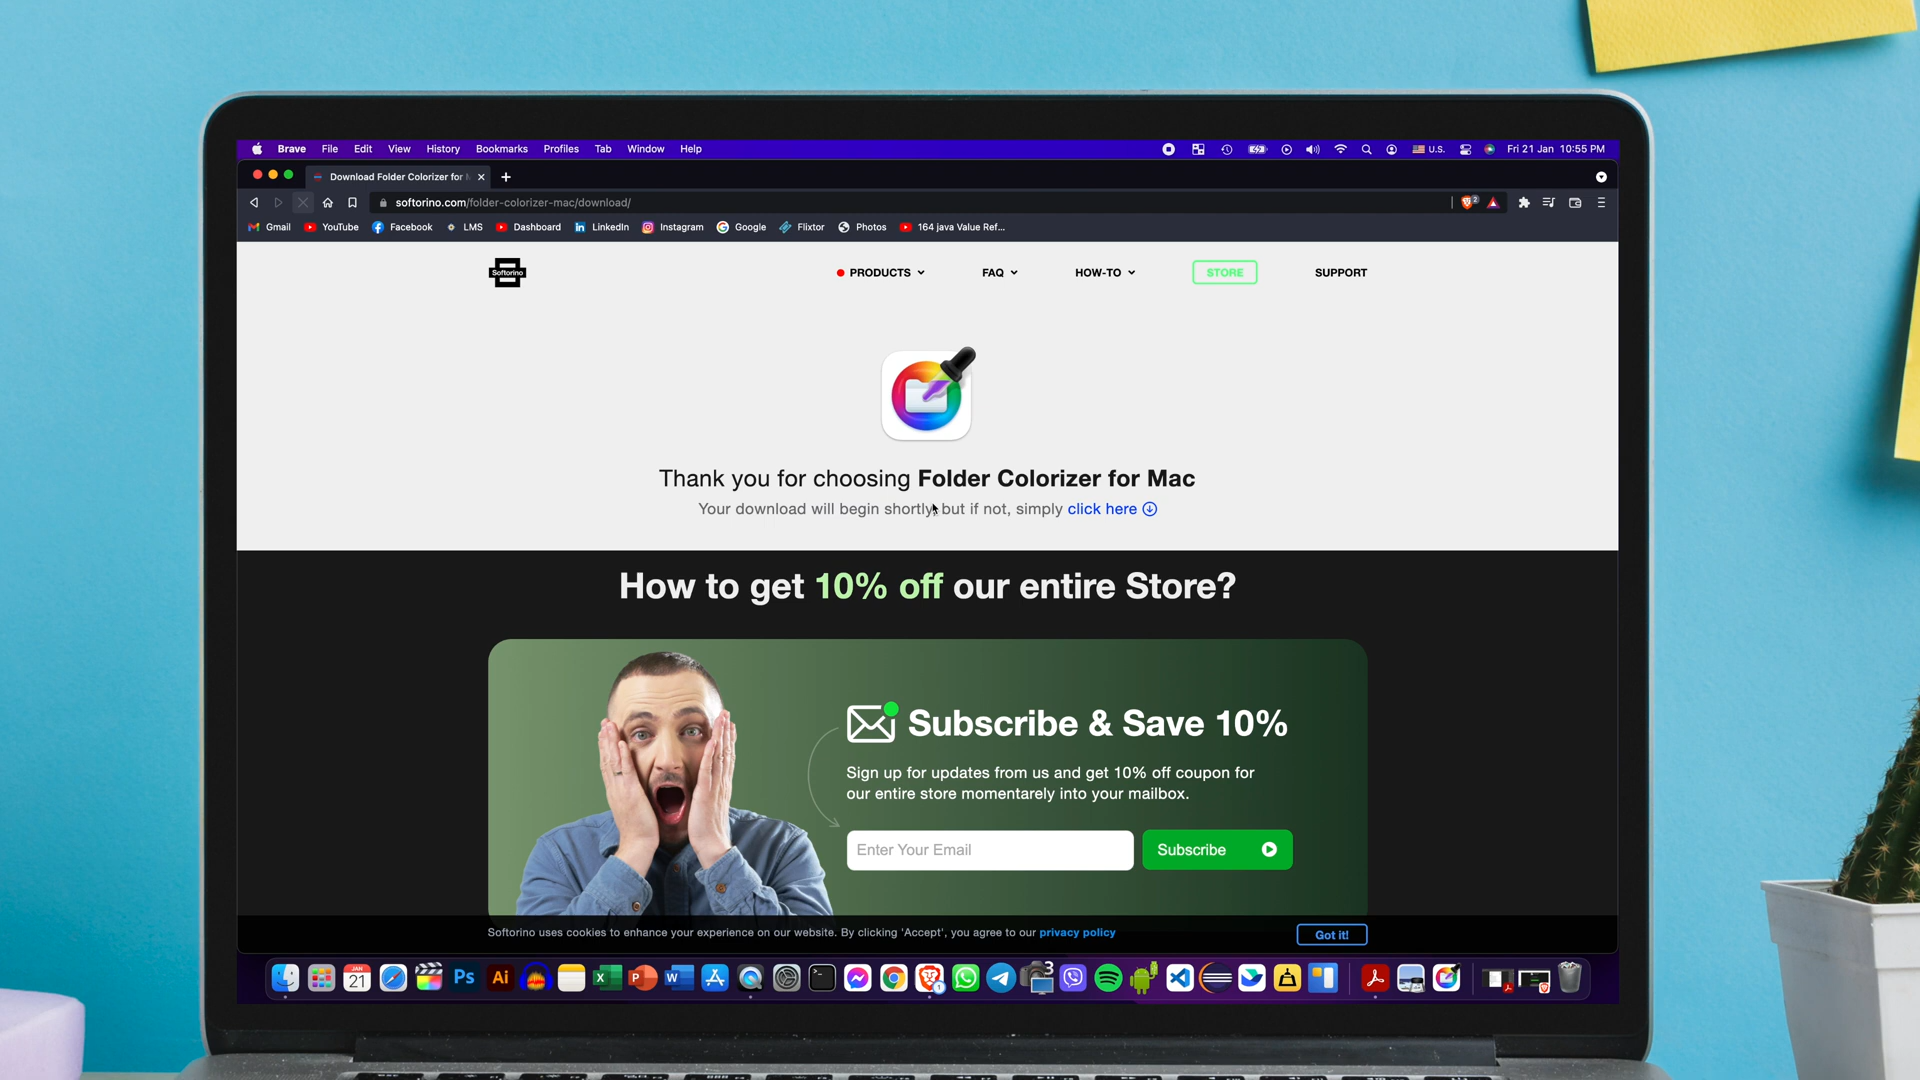 Brave File Edit View History Bookmarks Profiles Tab Window Help
U.S. Fri 21 Jan 10:55 PM
Download Folder Colorizer for
softorino.com/folder-colorizer-mac/download/
2
Gmail YouTube Facebook LMS Dashboard LinkedIn Instagram Google Flixtor Photos 164 java Value Ref...
Softorino
PRODUCTS FAQ HOW-TO STORE SUPPORT
Thank you for choosing Folder Colorizer for Mac
Your download will begin shortly but if not, simply click here
How to get 10% off our entire Store?
Subscribe & Save 10%
Sign up for updates from us and get 10% off coupon for
our entire store momentarely into your mailbox.
Enter Your Email
Subscribe
Softorino uses cookies to enhance your experience on our website. By clicking 'Accept', you agree to our privacy policy
Got it!
JAN
21
Ps
Ai
X
P
W
3